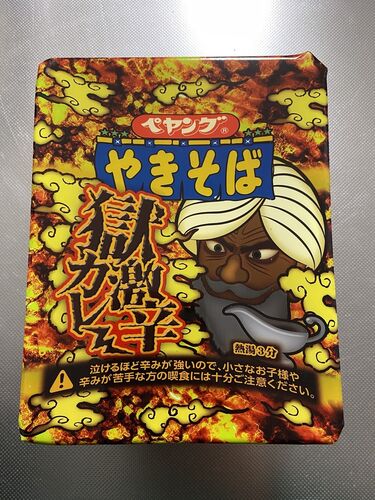 ペヤング®
やきそば
獄激辛
カレー
熱湯3分
泣けるほど辛みが強いので、小さなお子様や
辛みが苦手な方の喫食には十分ご注意ください。